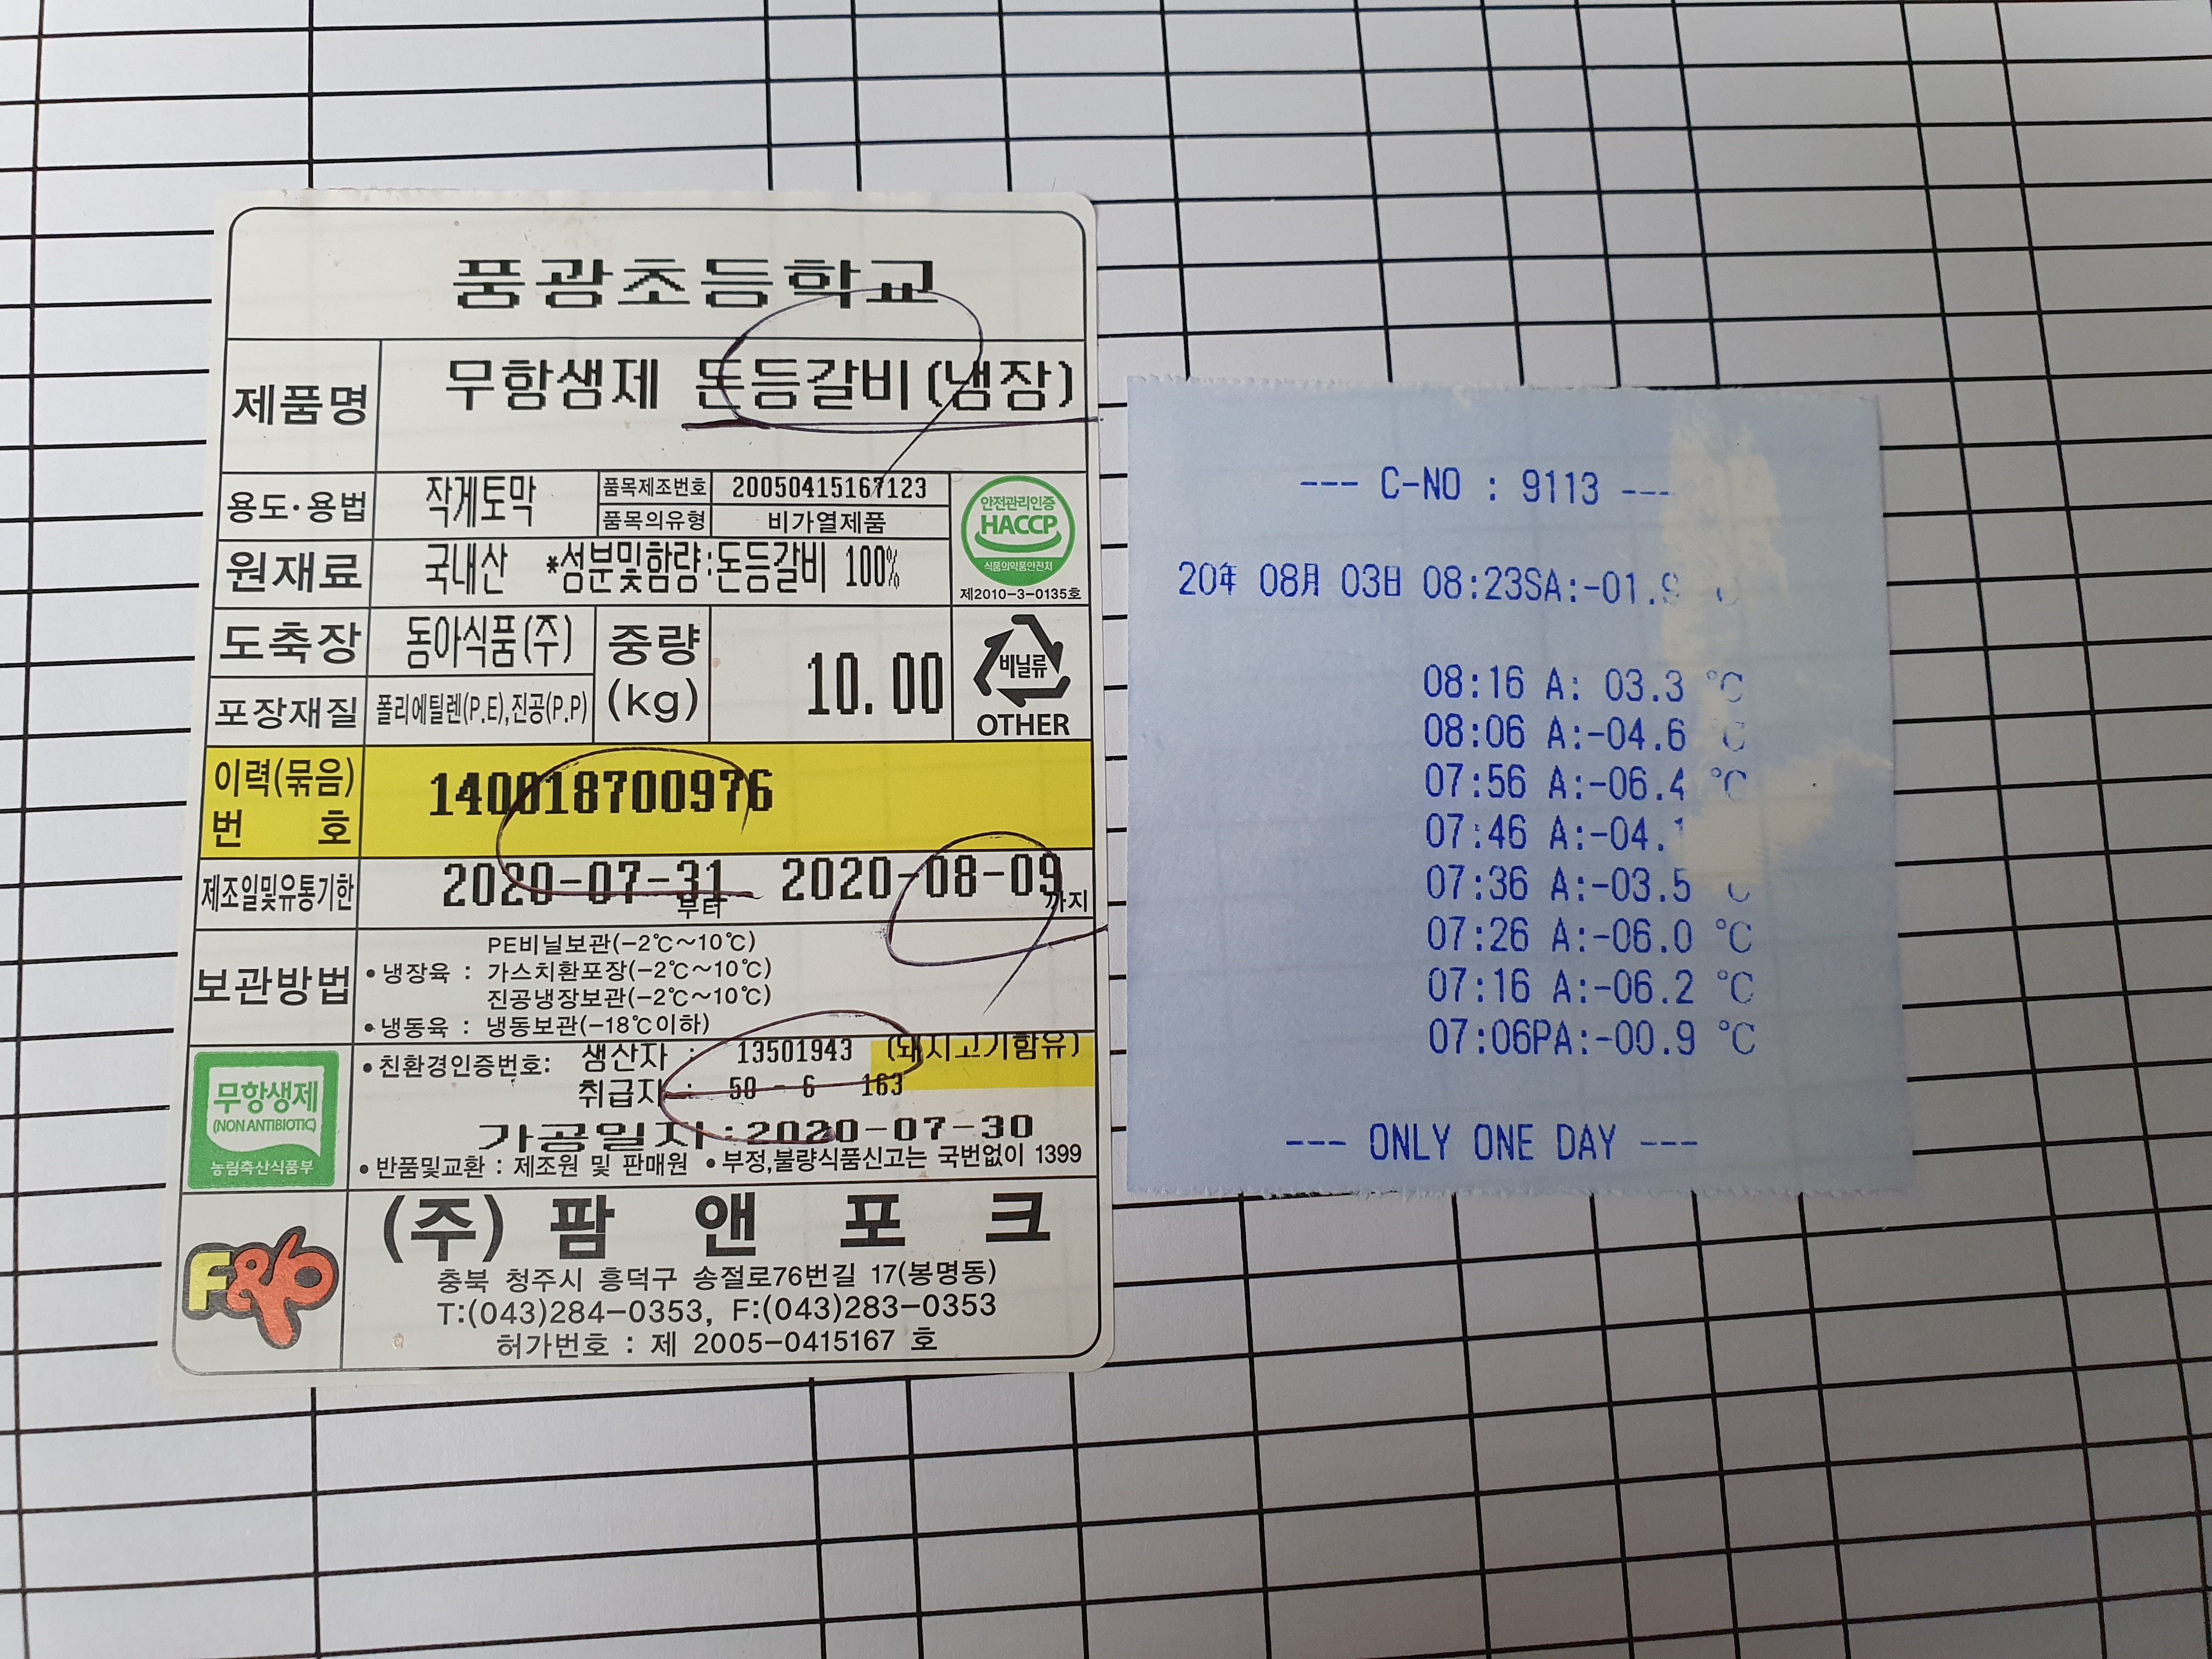 풍광초등학교
제품명 무항생제 돈등갈비(냉장)
용도·용법 작게토막 품목제조번호 20050415167123
품목의유형 비가열제품
안전관리인증
HACCP
식품의약품안전처
제2010-3-0135호
원재료 국내산 *성분및함량:돈등갈비 100%
도축장 동아식품(주) 중량 (kg) 10.00
포장재질 폴리에틸렌(P.E),진공(P.P)
비닐류
OTHER
이력(묶음)
번 호 140018700976
제조일및유통기한 2020-07-31 부터 2020-08-09 까지
보관방법
PE비닐보관(-2℃~10℃)
• 냉장육 : 가스치환포장(-2℃~10℃)
진공냉장보관(-2℃~10℃)
• 냉동육 : 냉동보관(-18℃이하)
무항생제
(NON ANTIBIOTIC)
농림축산식품부
• 친환경인증번호: 생산자 : 13501943 (돼지고기함유)
취급자 : 50 - 6 163
가공일자:2020-07-30
• 반품및교환 : 제조원 및 판매원 • 부정,불량식품신고는 국번없이 1399
F&P
(주) 팜 앤 포 크
충북 청주시 흥덕구 송절로76번길 17(봉명동)
T:(043)284-0353, F:(043)283-0353
허가번호 : 제 2005-0415167 호
--- C-NO : 9113 ---
20年 08月 03日 08:23SA:-01.9
08:16 A: 03.3 ℃
08:06 A:-04.6 ℃
07:56 A:-06.4 ℃
07:46 A:-04.1
07:36 A:-03.5 ℃
07:26 A:-06.0 ℃
07:16 A:-06.2 ℃
07:06PA:-00.9 ℃
--- ONLY ONE DAY ---